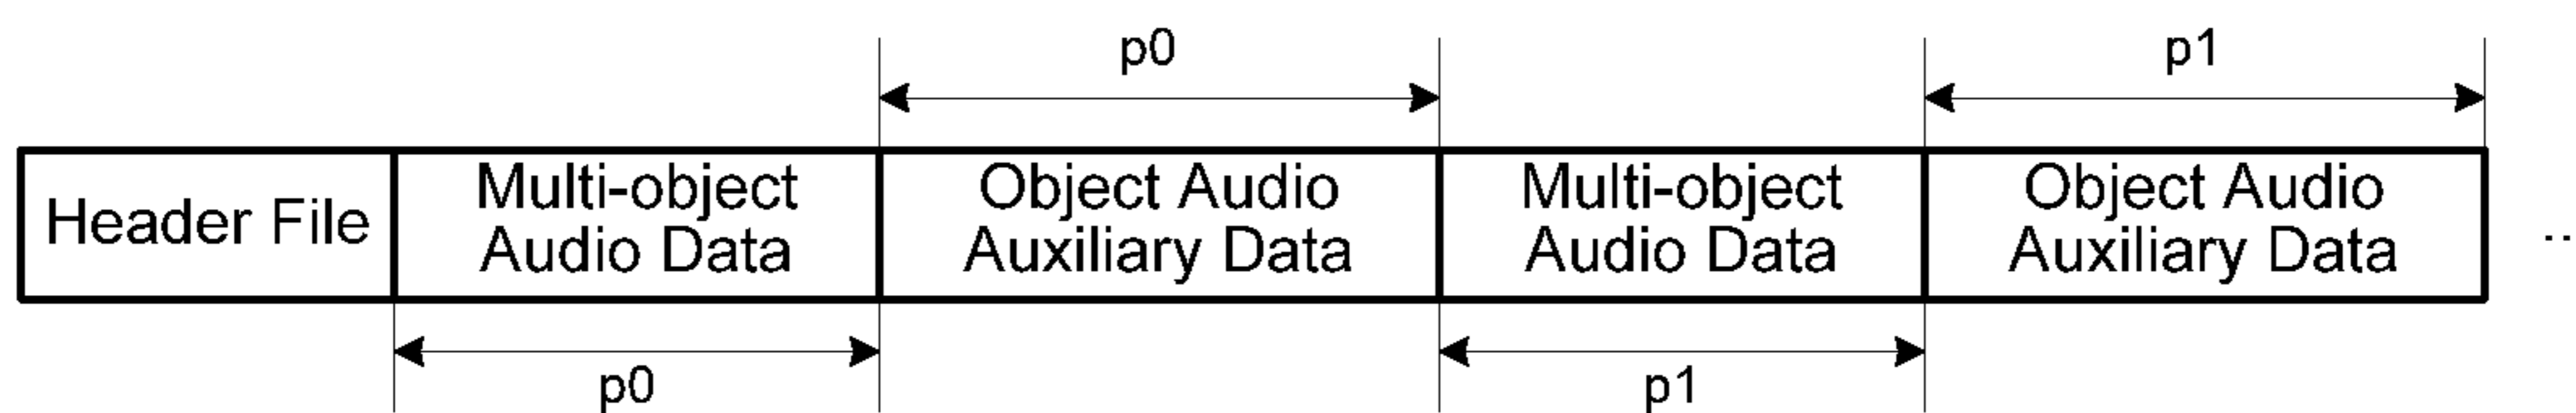 p0
p1
Header File
Multi-object
Audio Data
Object Audio
Auxiliary Data
Multi-object
Audio Data
Object Audio
Auxiliary Data
..
p0
p1